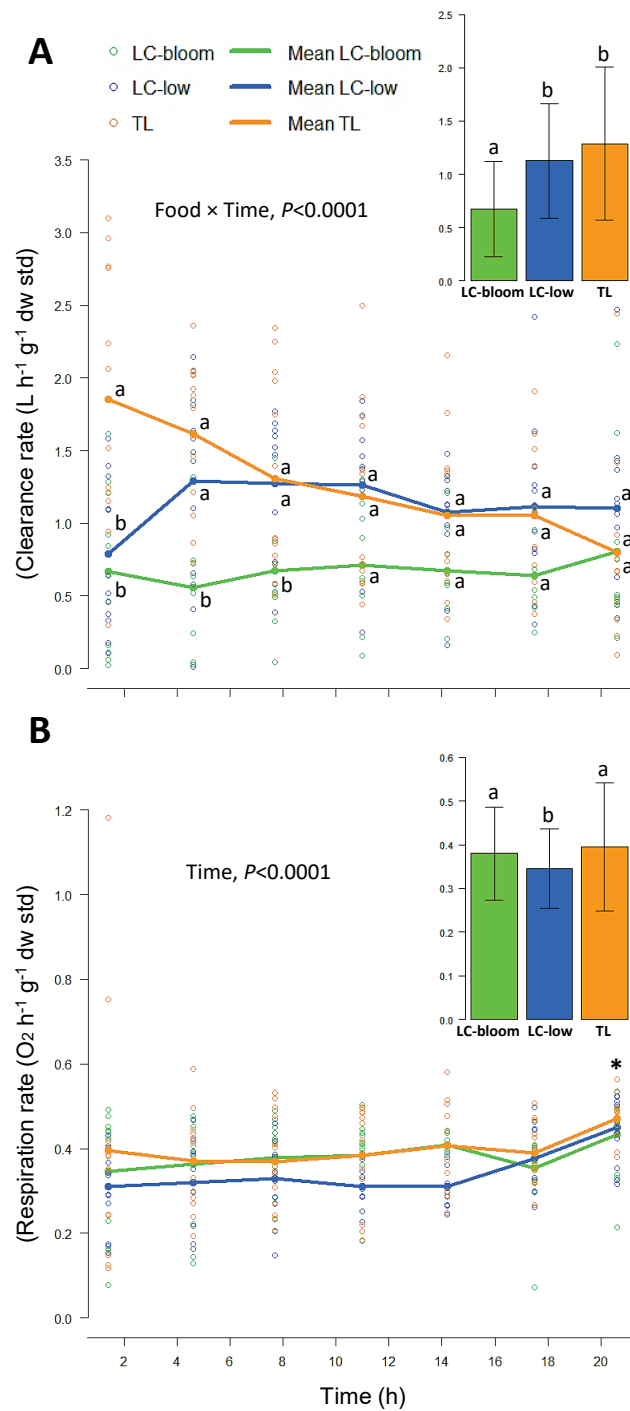 A
LC-bloom
Mean LC-bloom
LC-low
Mean LC-low
TL
Mean TL
2.5
2.0
1.5
1.0
0.5
0.0
a
b
b
LC-bloom
LC-low
TL
Food × Time, P<0.0001
(Clearance rate (L h⁻¹ g⁻¹ dw std)
3.5
3.0
2.5
2.0
1.5
1.0
0.5
0.0
a
a
a
a
a
a
a
b
a
a
a
a
a
a
b
b
b
a
a
a
a
B
0.6
0.5
0.4
0.3
0.2
0.1
0.0
a
b
a
LC-bloom
LC-low
TL
Time, P<0.0001
(Respiration rate (O2 h⁻¹ g⁻¹ dw std)
1.2
1.0
0.8
0.6
0.4
0.2
0.0
*
2 4 6 8 10 12 14 16 18 20
Time (h)